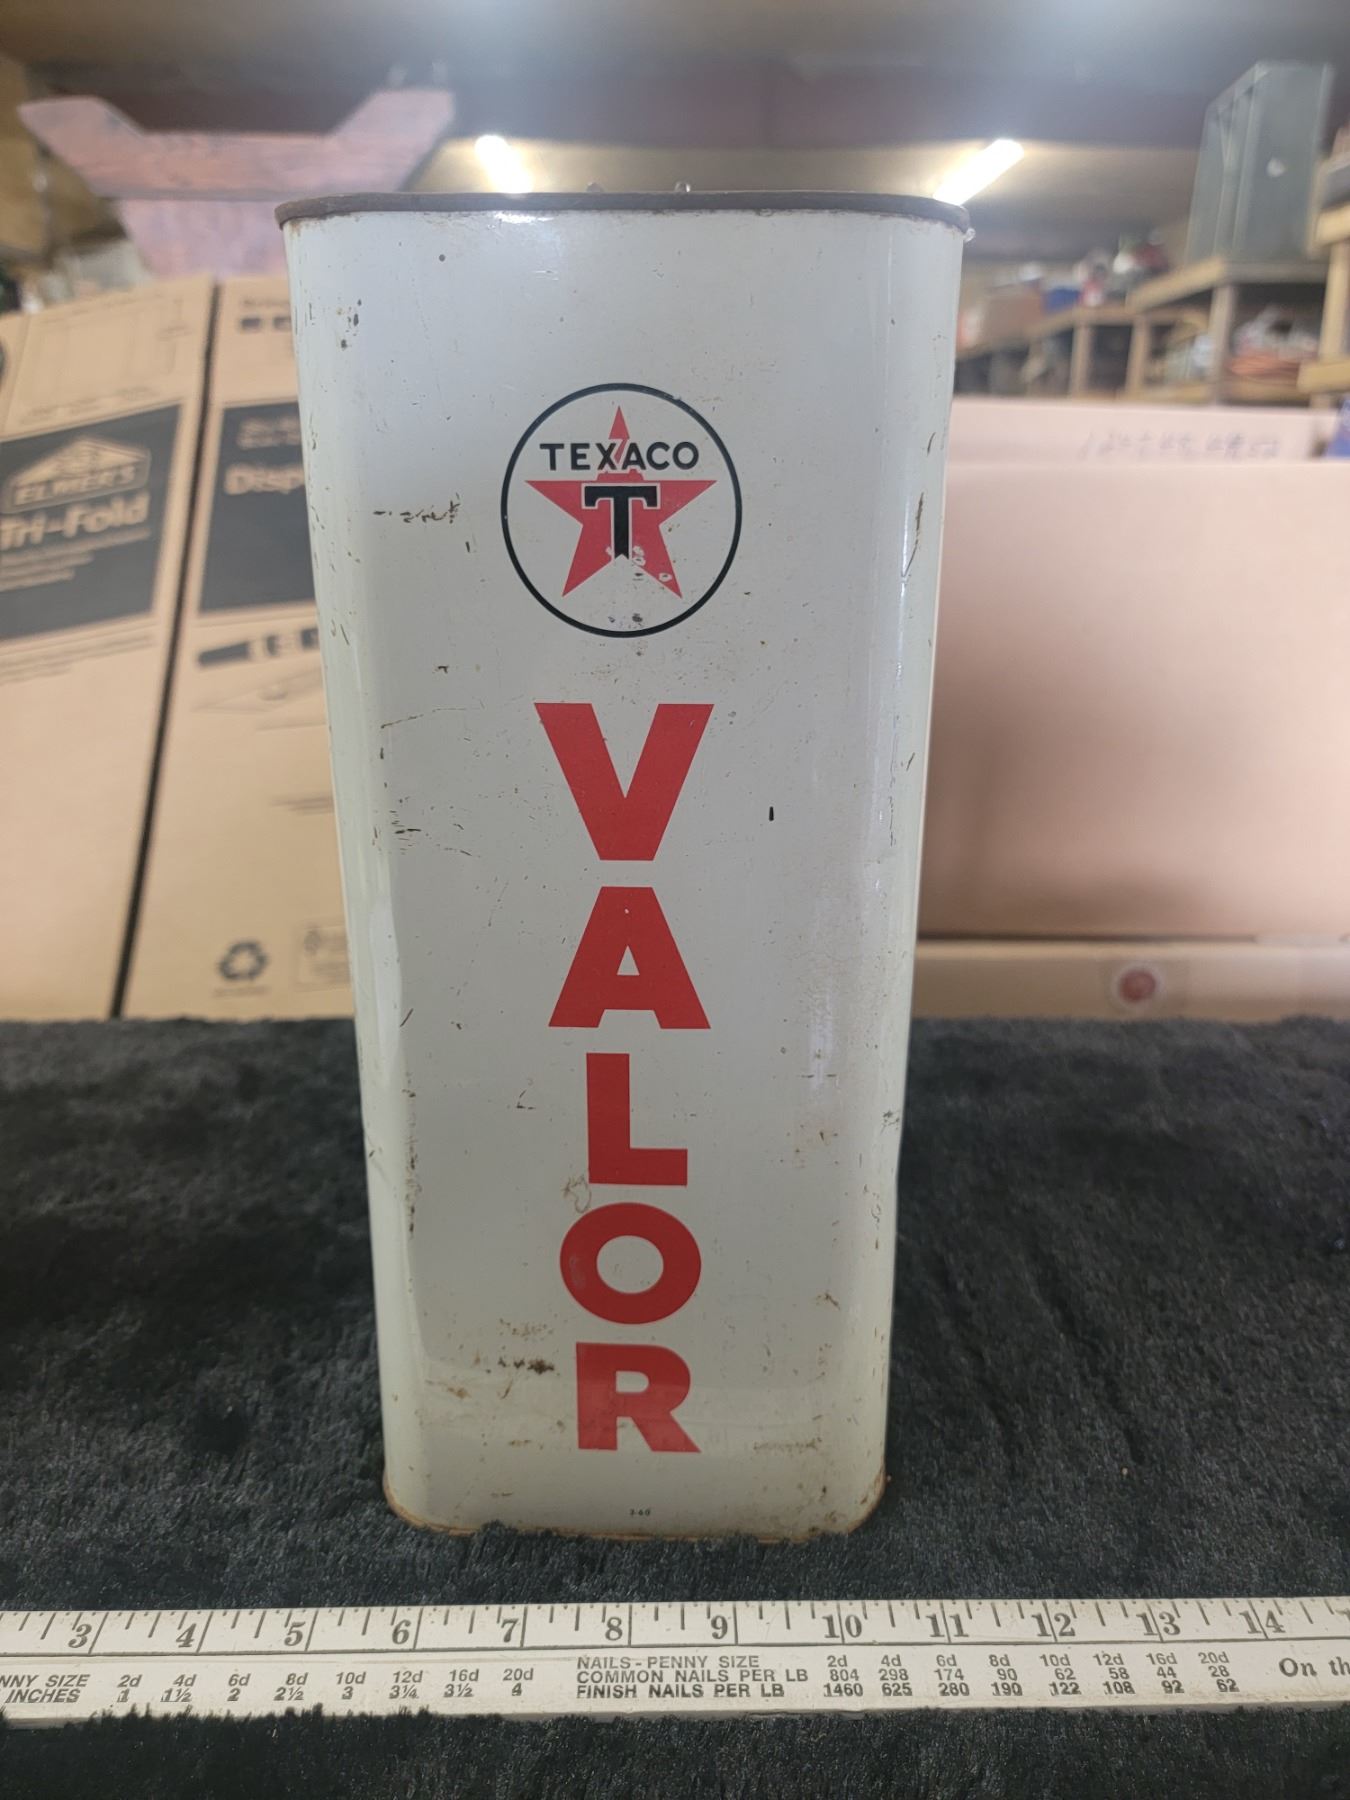 TEXACO
T
V
A
L
O
R
3-60
ELMER'S
Tri-Fold
Disp
3 4 5 6 7 8 9 10 11 12 13 14
NNY SIZE 2d 4d 6d 8d 10d 12d 16d 20d
INCHES 1 1½ 2 2½ 3 3¼ 3½ 4
NAILS - PENNY SIZE 2d 4d 6d 8d 10d 12d 16d 20d
COMMON NAILS PER LB 804 298 174 90 62 58 44 28
FINISH NAILS PER LB 1460 625 280 190 122 108 92 62
On th